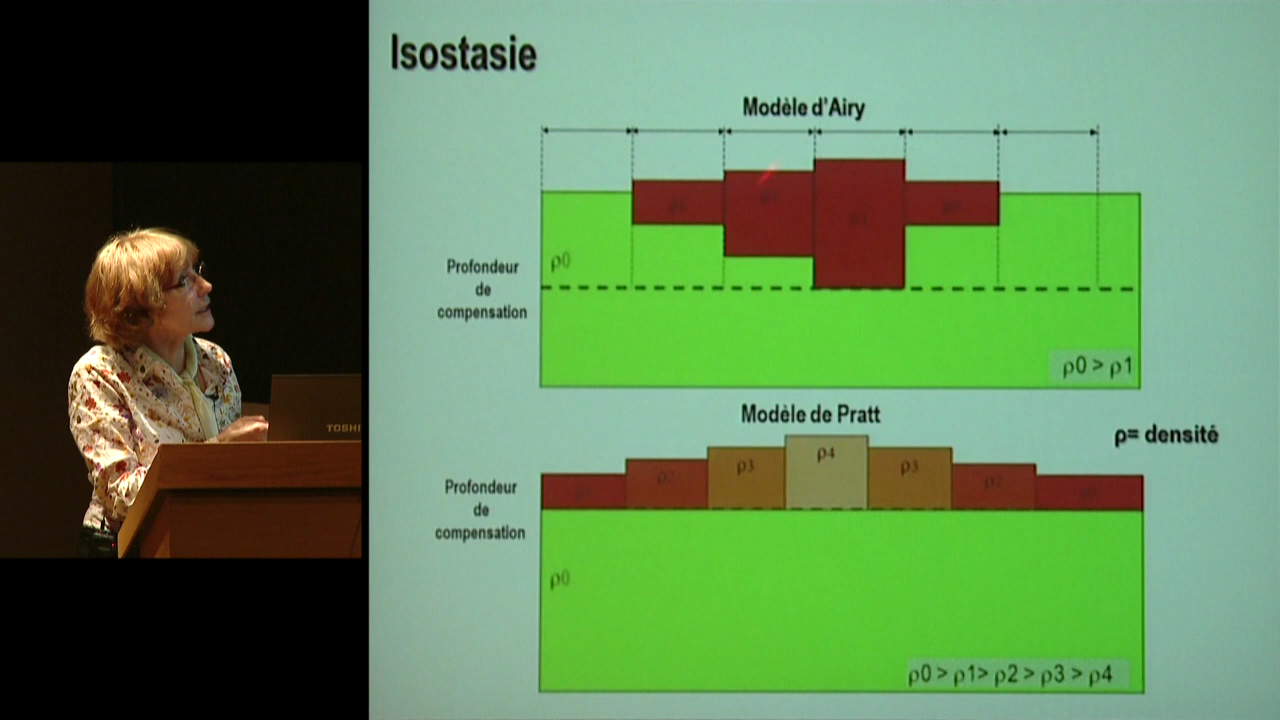 Isostasie
Modèle d'Airy
ρ0
Profondeur
de
compensation
ρ0 > ρ1
Modèle de Pratt
ρ= densité
ρ3
ρ4
ρ3
ρ2
Profondeur
de
compensation
ρ0
ρ0 > ρ1> ρ2 > ρ3 > ρ4
TOSHI